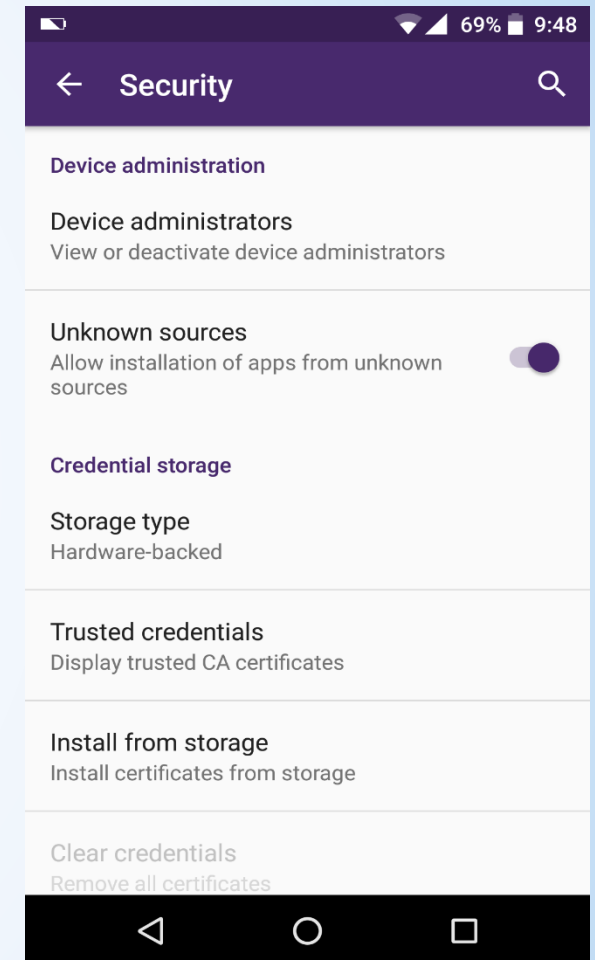 69% 9:48
Security
Device administration
Device administrators
View or deactivate device administrators
Unknown sources
Allow installation of apps from unknown
sources
Credential storage
Storage type
Hardware-backed
Trusted credentials
Display trusted CA certificates
Install from storage
Install certificates from storage
Clear credentials
Remove all certificates